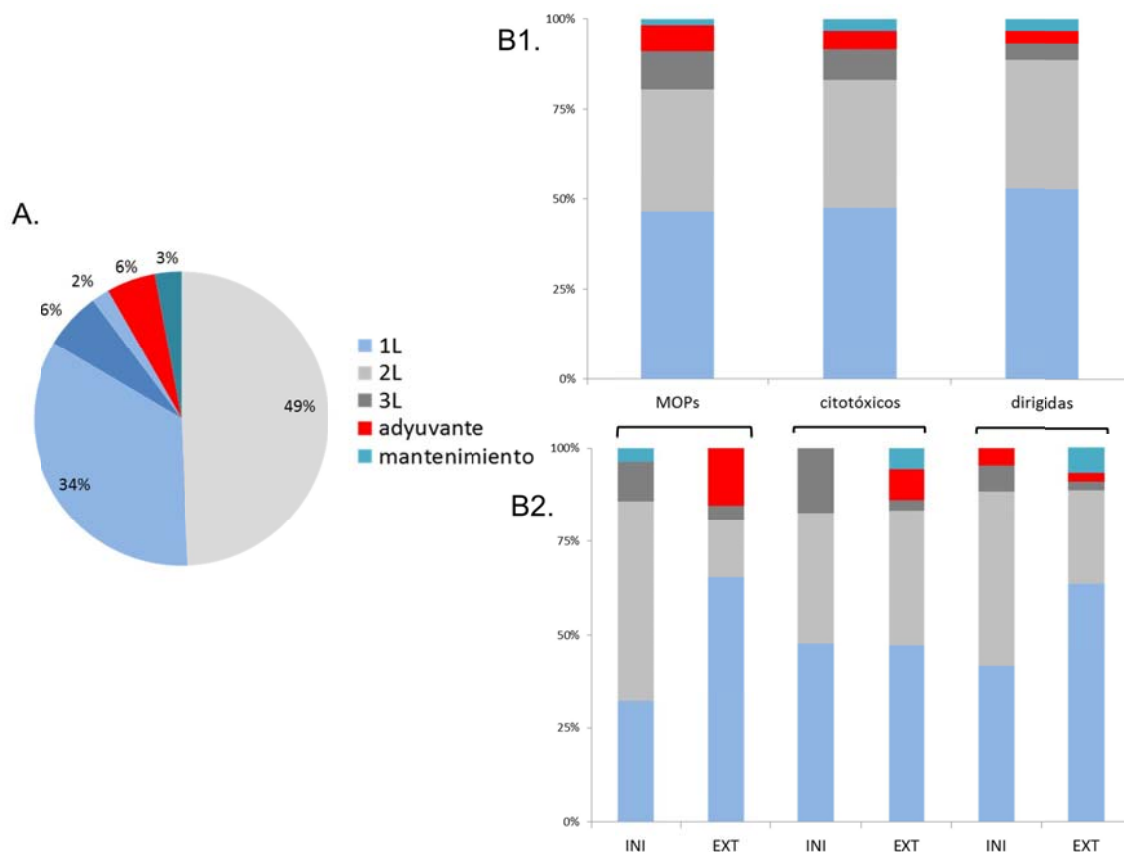 A.
3%
6%
2%
6%
49%
34%
1L
2L
3L
adyuvante
mantenimiento
B1.
100%
75%
50%
25%
0%
MOPs citotóxicos dirigidas
B2.
100%
75%
50%
25%
0%
INI EXT INI EXT INI EXT